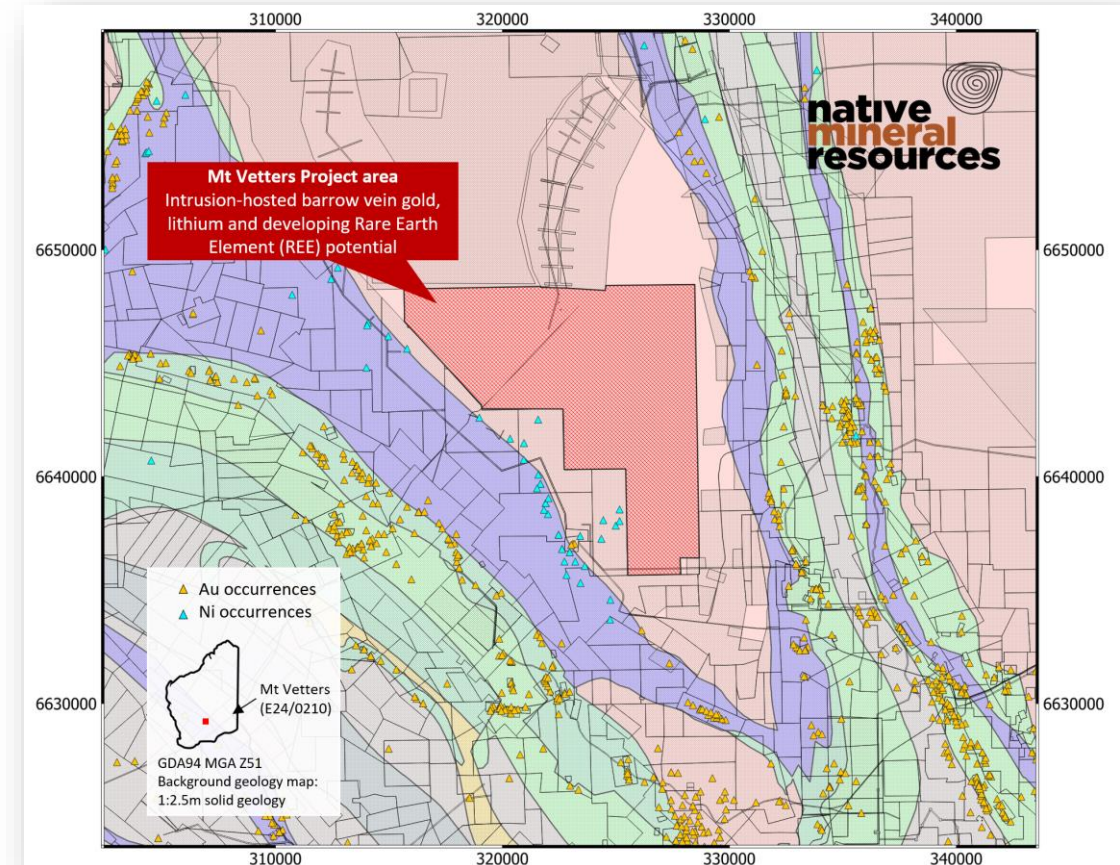 310000
320000
330000
340000
native
mineral
resources
Mt Vetters Project area
Intrusion-hosted barrow vein gold,
lithium and developing Rare Earth
Element (REE) potential
6650000
6650000
6640000
6640000
Au occurrences
Ni occurrences
Mt Vetters
(E24/0210)
6630000
6630000
GDA94 MGA Z51
Background geology map:
1:2.5m solid geology
310000
320000
330000
340000